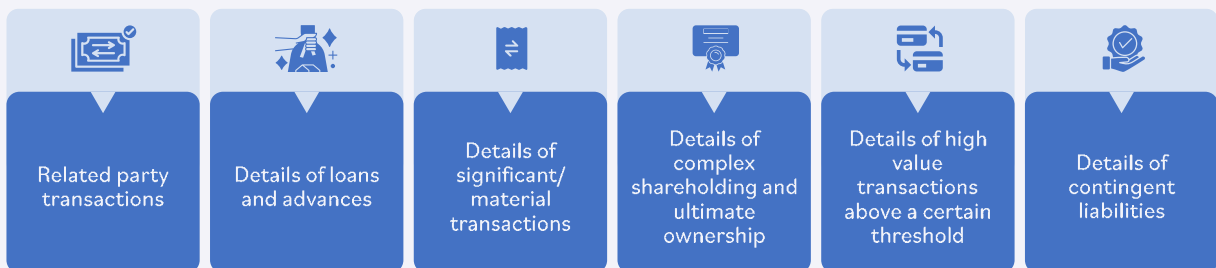 Related party
transactions
Details of loans
and advances
Details of
significant/
material
transactions
Details of
complex
shareholding and
ultimate
ownership
Details of high
value
transactions
above a certain
threshold
Details of
contingent
liabilities